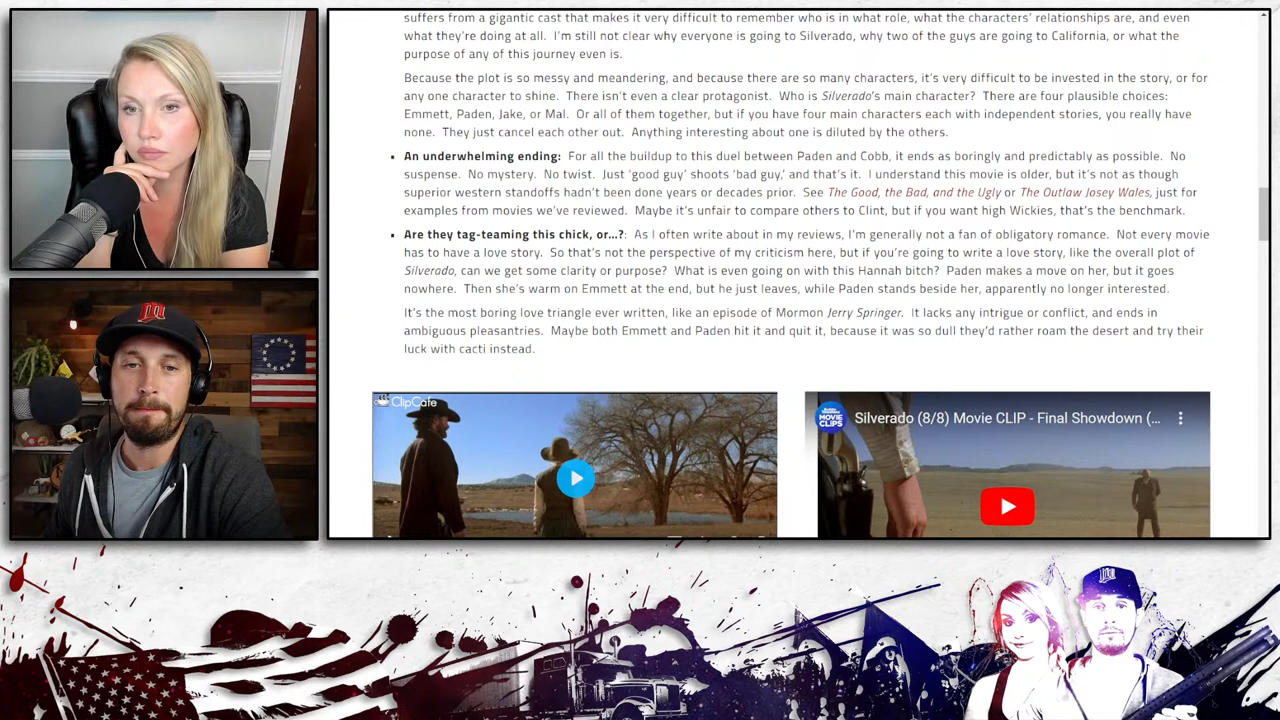 suffers from a gigantic cast that makes it very difficult to remember who is in what role, what the characters' relationships are, and even
what they're doing at all.  I'm still not clear why everyone is going to Silverado, why two of the guys are going to California, or what the
purpose of any of this journey even is.
Because the plot is so messy and meandering, and because there are so many characters, it's very difficult to be invested in the story, or for
any one character to shine.  There isn't even a clear protagonist.  Who is Silverado's main character?  There are four plausible choices:
Emmett, Paden, Jake, or Mal.  Or all of them together, but if you have four main characters each with independent stories, you really have
none.  They just cancel each other out.  Anything interesting about one is diluted by the others.
An underwhelming ending:  For all the buildup to this duel between Paden and Cobb, it ends as boringly and predictably as possible.  No
suspense.  No mystery.  No twist.  Just 'good guy' shoots 'bad guy,' and that's it.  I understand this movie is older, but it's not as though
superior western standoffs hadn't been done years or decades prior.  See The Good, the Bad, and the Ugly or The Outlaw Josey Wales, just for
examples from movies we've reviewed.  Maybe it's unfair to compare others to Clint, but if you want high Wickies, that's the benchmark.
Are they tag-teaming this chick, or…?:  As I often write about in my reviews, I'm generally not a fan of obligatory romance.  Not every movie
has to have a love story.  So that's not the perspective of my criticism here, but if you're going to write a love story, like the overall plot of
Silverado, can we get some clarity or purpose?  What is even going on with this Hannah bitch?  Paden makes a move on her, but it goes
nowhere.  Then she's warm on Emmett at the end, but he just leaves, while Paden stands beside her, apparently no longer interested.
It's the most boring love triangle ever written, like an episode of Mormon Jerry Springer.  It lacks any intrigue or conflict, and ends in
ambiguous pleasantries.  Maybe both Emmett and Paden hit it and quit it, because it was so dull they'd rather roam the desert and try their
luck with cacti instead.
ClipCafe
MOVIE CLIPS
Silverado (8/8) Movie CLIP - Final Showdown (...